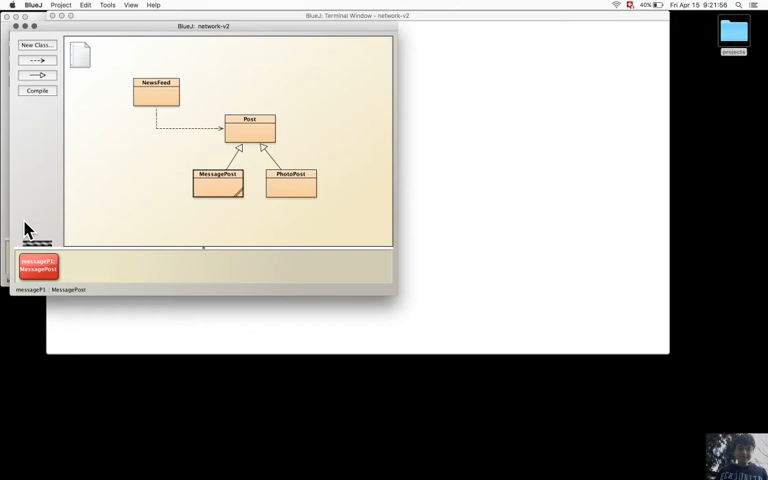 BlueJ Project Edit Tools View Help 40% Fri Apr 15 9:21:56
BlueJ: Terminal Window - network-v2
BlueJ: network-v2
New Class...
Compile
NewsFeed
Post
MessagePost
PhotoPost
messageP1:
MessagePost
messageP1 : MessagePost
projects